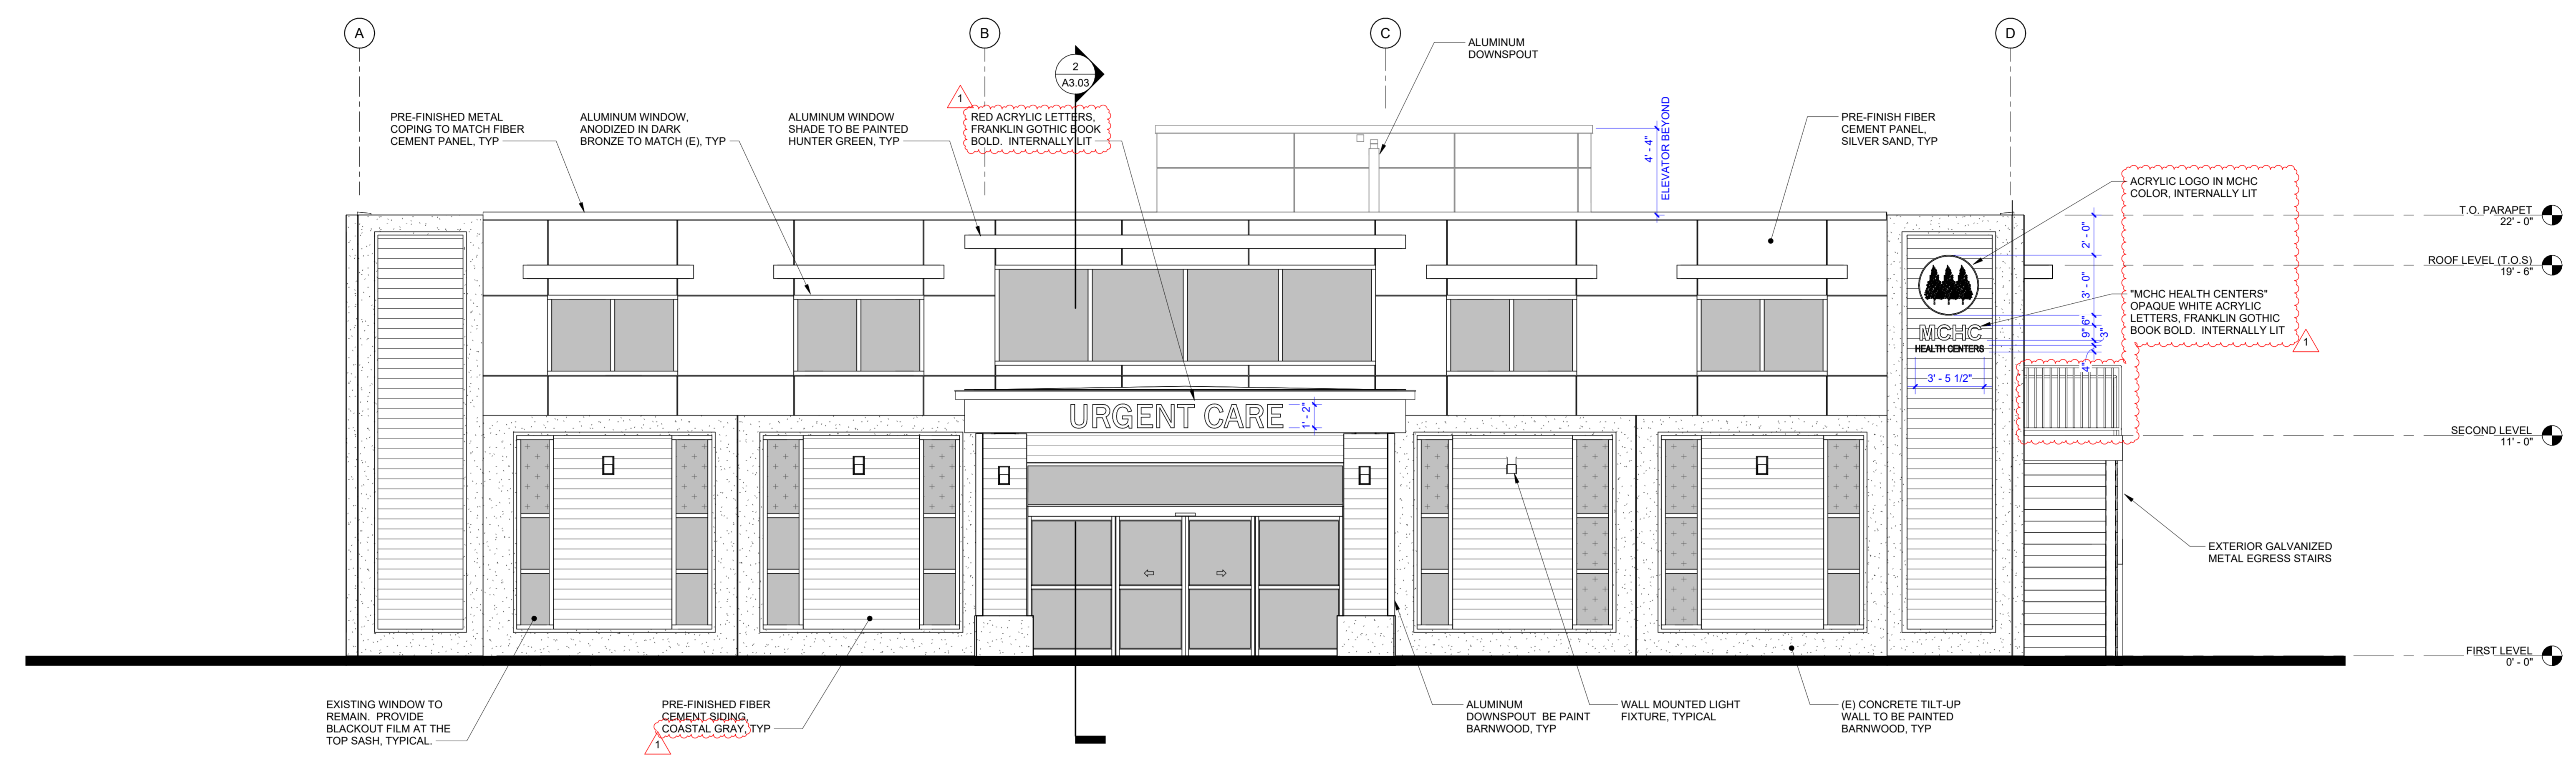 A
B
C
D
2
A3.03
ALUMINUM
DOWNSPOUT
1
PRE-FINISHED METAL
COPING TO MATCH FIBER
CEMENT PANEL, TYP
ALUMINUM WINDOW,
ANODIZED IN DARK
BRONZE TO MATCH (E), TYP
ALUMINUM WINDOW
SHADE TO BE PAINTED
HUNTER GREEN, TYP
RED ACRYLIC LETTERS,
FRANKLIN GOTHIC BOOK
BOLD.  INTERNALLY LIT
4' - 4"
ELEVATOR BEYOND
PRE-FINISH FIBER
CEMENT PANEL,
SILVER SAND, TYP
ACRYLIC LOGO IN MCHC
COLOR, INTERNALLY LIT
T.O. PARAPET
22' - 0"
2' - 0"
ROOF LEVEL (T.O.S)
19' - 6"
3' - 0"
"MCHC HEALTH CENTERS"
OPAQUE WHITE ACRYLIC
LETTERS, FRANKLIN GOTHIC
BOOK BOLD.  INTERNALLY LIT
1
6"
9"
3"
4"
MCHC
HEALTH CENTERS
3' - 5 1/2"
URGENT CARE
1' - 2"
SECOND LEVEL
11' - 0"
EXTERIOR GALVANIZED
METAL EGRESS STAIRS
FIRST LEVEL
0' - 0"
EXISTING WINDOW TO
REMAIN.  PROVIDE
BLACKOUT FILM AT THE
TOP SASH, TYPICAL.
PRE-FINISHED FIBER
CEMENT SIDING,
COASTAL GRAY, TYP
1
ALUMINUM
DOWNSPOUT  BE PAINT
BARNWOOD, TYP
WALL MOUNTED LIGHT
FIXTURE, TYPICAL
(E) CONCRETE TILT-UP
WALL TO BE PAINTED
BARNWOOD, TYP